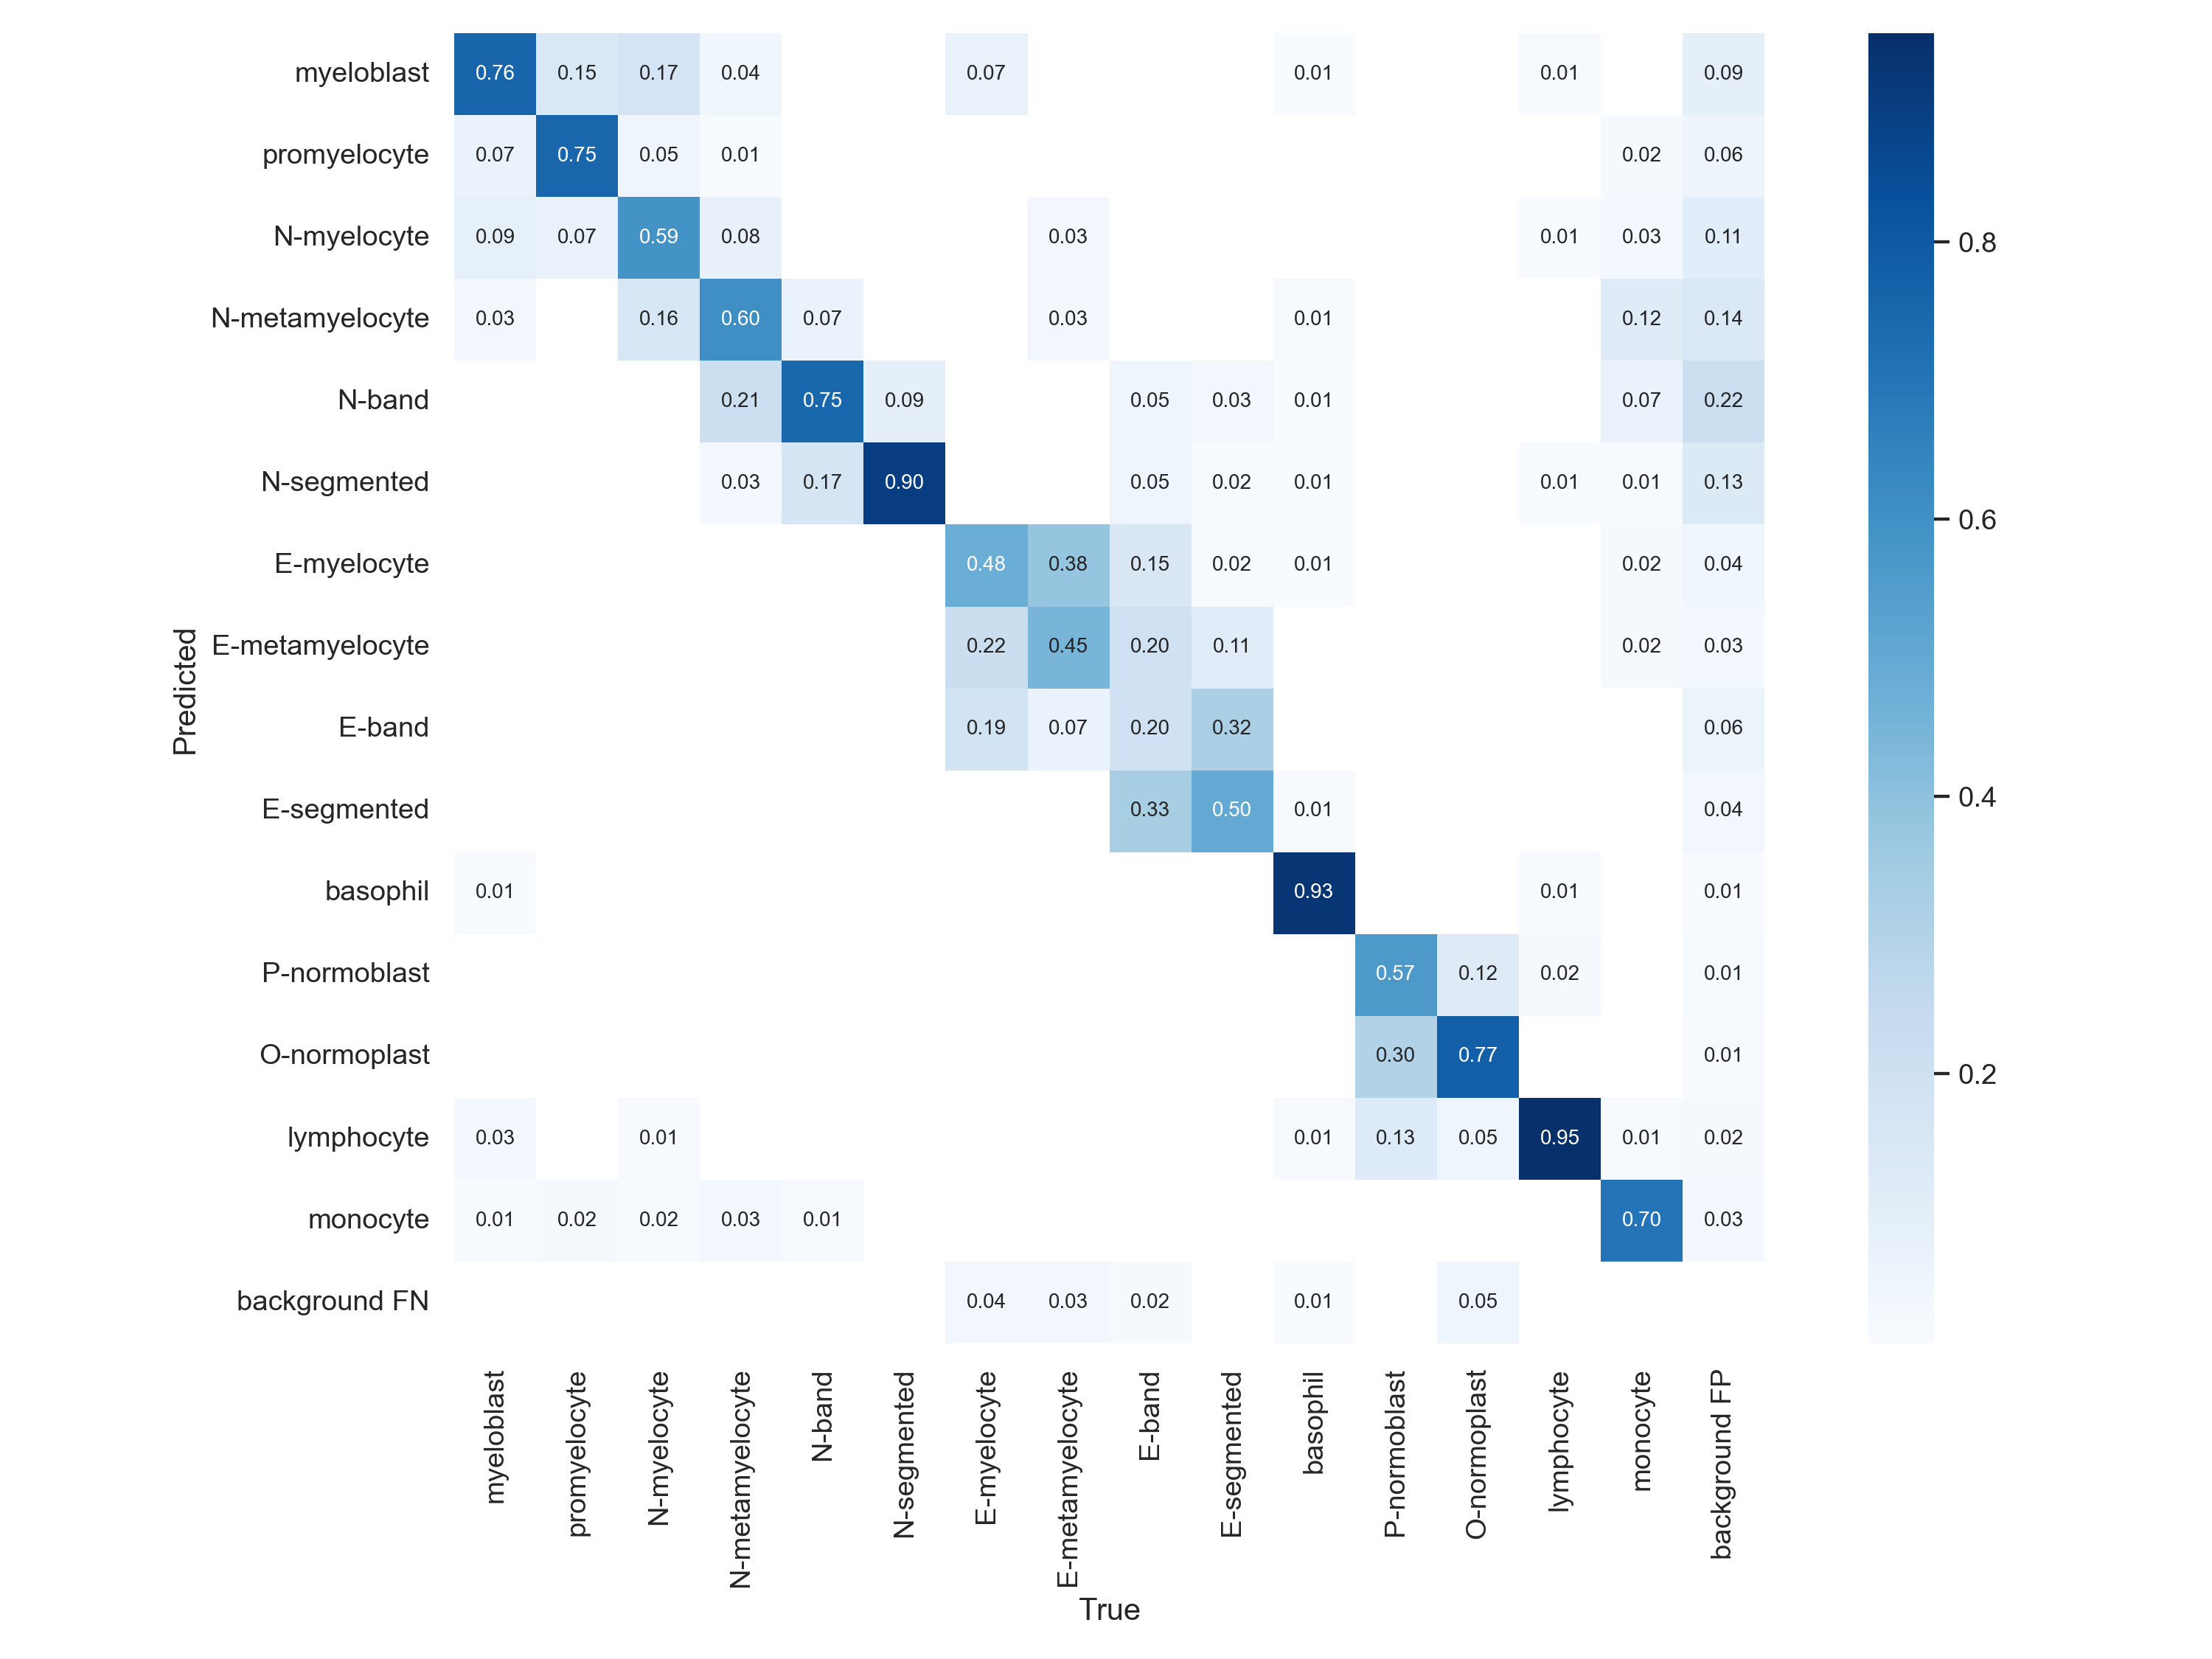 myeloblast 0.76 0.15 0.17 0.04 0.07 0.01 0.01 0.09
promyelocyte 0.07 0.75 0.05 0.01 0.02 0.06
N-myelocyte 0.09 0.07 0.59 0.08 0.03 0.01 0.03 0.11 0.8
N-metamyelocyte 0.03 0.16 0.60 0.07 0.03 0.01 0.12 0.14
N-band 0.21 0.75 0.09 0.05 0.03 0.01 0.07 0.22
N-segmented 0.03 0.17 0.90 0.05 0.02 0.01 0.01 0.01 0.13
0.6
E-myelocyte 0.48 0.38 0.15 0.02 0.01 0.02 0.04
E-metamyelocyte 0.22 0.45 0.20 0.11 0.02 0.03
Predicted
E-band 0.19 0.07 0.20 0.32 0.06
E-segmented 0.33 0.50 0.01 0.04 0.4
basophil 0.01 0.93 0.01 0.01
P-normoblast 0.57 0.12 0.02 0.01
O-normoplast 0.30 0.77 0.01 0.2
lymphocyte 0.03 0.01 0.01 0.13 0.05 0.95 0.01 0.02
monocyte 0.01 0.02 0.02 0.03 0.01 0.70 0.03
background FN 0.04 0.03 0.02 0.01 0.05
myeloblast
promyelocyte
N-myelocyte
N-metamyelocyte
N-band
N-segmented
E-myelocyte
E-metamyelocyte
E-band
E-segmented
basophil
P-normoblast
O-normoplast
lymphocyte
monocyte
background FP
True